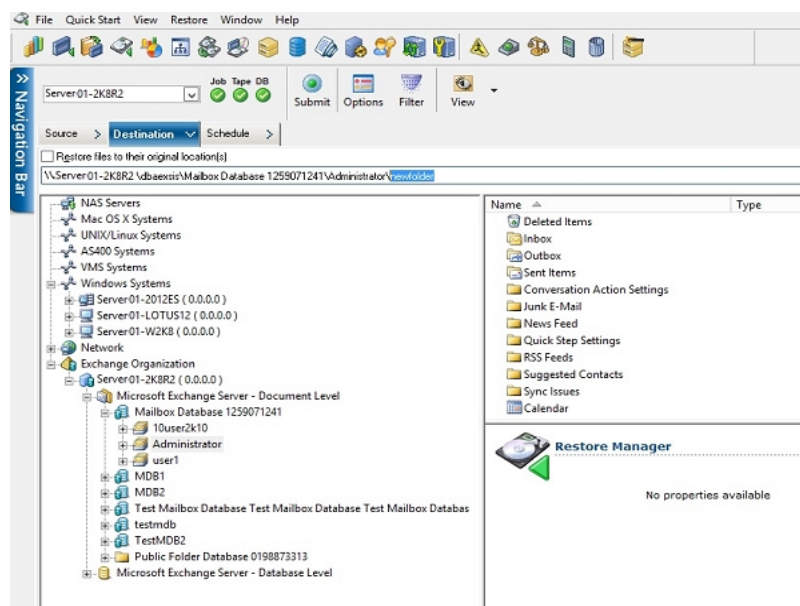 File Quick Start View Restore Window Help
Job Tape DB
Server01-2K8R2
Submit Options Filter View
Navigation Bar
Source > Destination Schedule >
Restore files to their original location(s)
\\Server01-2K8R2 \dbaexsis\Mailbox Database 1259071241\Administrator\newfolder
NAS Servers
Mac OS X Systems
UNIX/Linux Systems
AS400 Systems
VMS Systems
Windows Systems
Server01-2012ES ( 0.0.0.0 )
Server01-LOTUS12 ( 0.0.0.0 )
Server01-W2K8 ( 0.0.0.0 )
Network
Exchange Organization
Server01-2K8R2 ( 0.0.0.0 )
Microsoft Exchange Server - Document Level
Mailbox Database 1259071241
10user2k10
Administrator
user1
MDB1
MDB2
Test Mailbox Database Test Mailbox Database Test Mailbox Databas
testmdb
TestMDB2
Public Folder Database 0198873313
Microsoft Exchange Server - Database Level
Name Type
Deleted Items
Inbox
Outbox
Sent Items
Conversation Action Settings
Junk E-Mail
News Feed
Quick Step Settings
RSS Feeds
Suggested Contacts
Sync Issues
Calendar
Restore Manager
No properties available